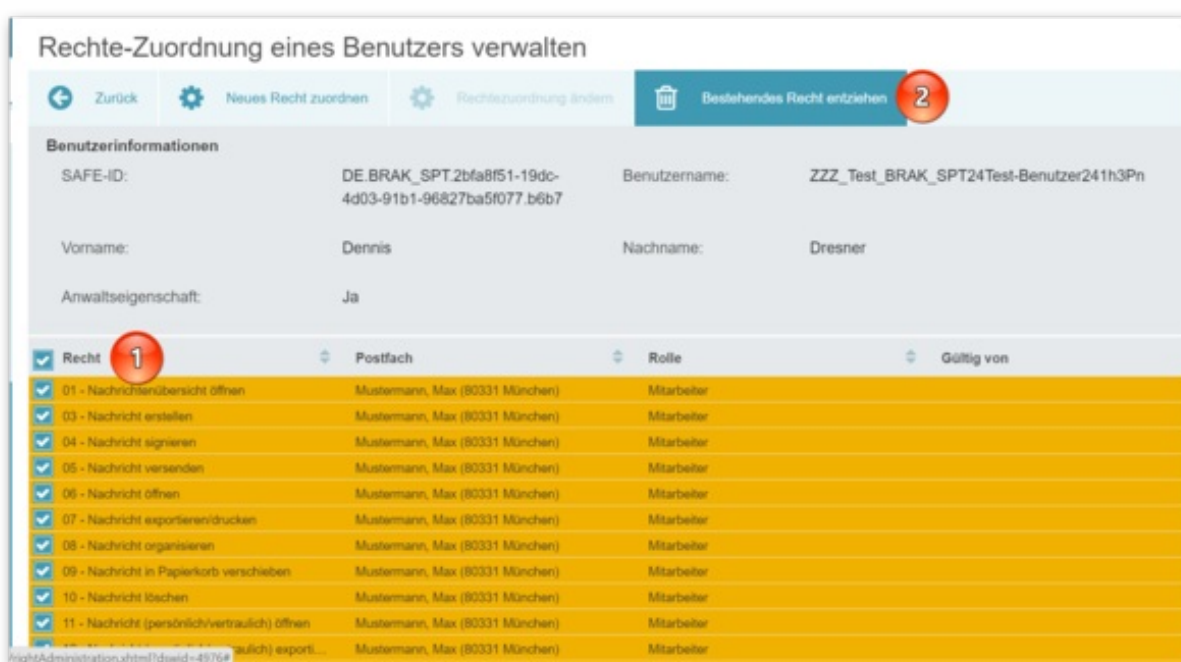 Rechte-Zuordnung eines Benutzers verwalten
Zurück Neues Recht zuordnen Rechtezuordnung ändern Bestehendes Recht entziehen 2
Benutzerinformationen
SAFE-ID: DE.BRAK_SPT.2bfa8f51-19dc- Benutzername: ZZZ_Test_BRAK_SPT24Test-Benutzer241h3Pn
4d03-91b1-96827ba5f077.b6b7
Vorname: Dennis Nachname: Dresner
Anwaltseigenschaft: Ja
Recht 1 Postfach Rolle Gültig von
01 - Nachrichtenübersicht öffnen Mustermann, Max (80331 München) Mitarbeiter
03 - Nachricht erstellen Mustermann, Max (80331 München) Mitarbeiter
04 - Nachricht signieren Mustermann, Max (80331 München) Mitarbeiter
05 - Nachricht versenden Mustermann, Max (80331 München) Mitarbeiter
06 - Nachricht öffnen Mustermann, Max (80331 München) Mitarbeiter
07 - Nachricht exportieren/drucken Mustermann, Max (80331 München) Mitarbeiter
08 - Nachricht organisieren Mustermann, Max (80331 München) Mitarbeiter
09 - Nachricht in Papierkorb verschieben Mustermann, Max (80331 München) Mitarbeiter
10 - Nachricht löschen Mustermann, Max (80331 München) Mitarbeiter
11 - Nachricht (persönlich/vertraulich) öffnen Mustermann, Max (80331 München) Mitarbeiter
exporti... Mustermann, Max (80331 München) Mitarbeiter
rightAdministration.xhtml?dswid=4976#